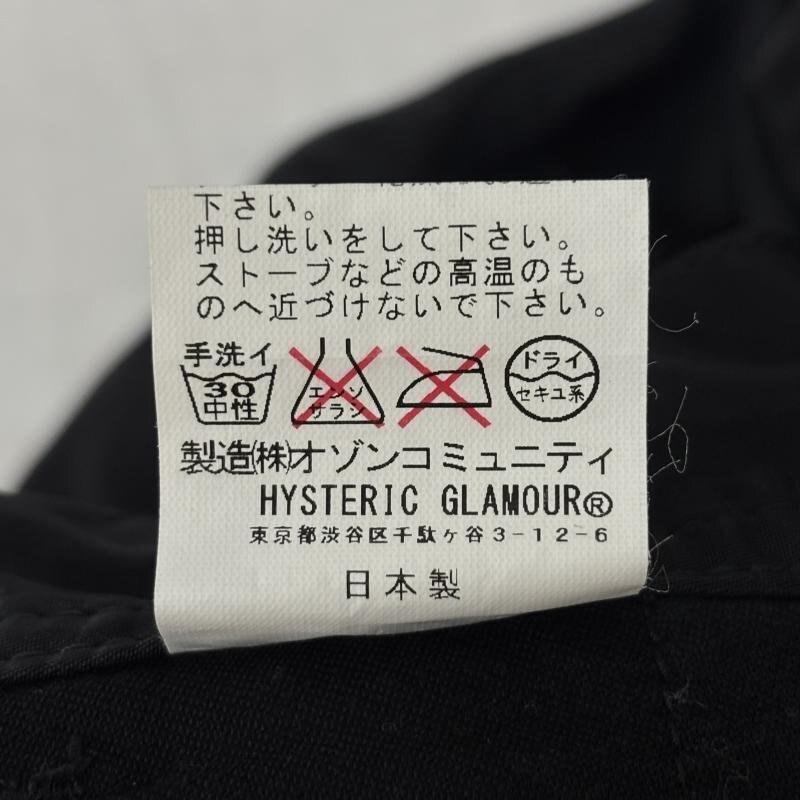 下さい。
押し洗いをして下さい。
ストーブなどの高温のも
のへ近づけないで下さい。
手洗イ
30
中性
エンソ
サラシ
ドライ
セキユ系
製造㈱オゾンコミュニティ
HYSTERIC GLAMOUR®
東京都渋谷区千駄ヶ谷3-12-6
日本製